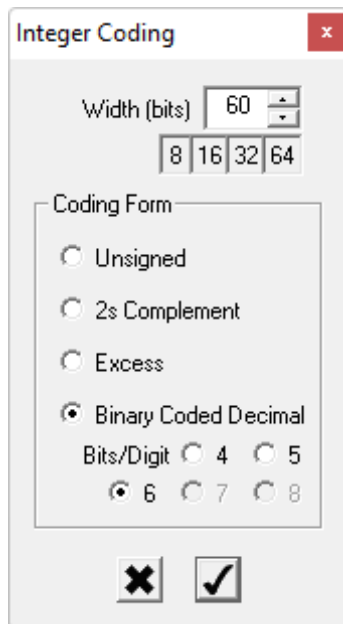 Integer Coding x
Width (bits) 60
8 16 32 64
Coding Form
Unsigned
2s Complement
Excess
Binary Coded Decimal
Bits/Digit 4 5
6 7 8